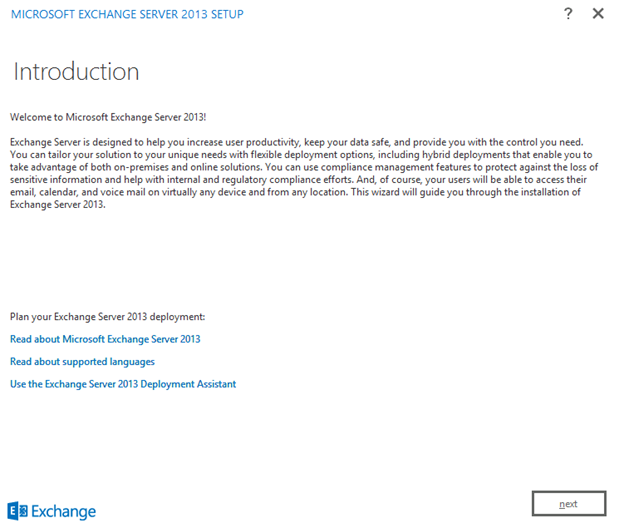 MICROSOFT EXCHANGE SERVER 2013 SETUP
?
Introduction
Welcome to Microsoft Exchange Server 2013!
Exchange Server is designed to help you increase user productivity, keep your data safe, and provide you with the control you need.
You can tailor your solution to your unique needs with flexible deployment options, including hybrid deployments that enable you to
take advantage of both on-premises and online solutions. You can use compliance management features to protect against the loss of
sensitive information and help with internal and regulatory compliance efforts. And, of course, your users will be able to access their
email, calendar, and voice mail on virtually any device and from any location. This wizard will guide you through the installation of
Exchange Server 2013.
Plan your Exchange Server 2013 deployment:
Read about Microsoft Exchange Server 2013
Read about supported languages
Use the Exchange Server 2013 Deployment Assistant
E Exchange
next